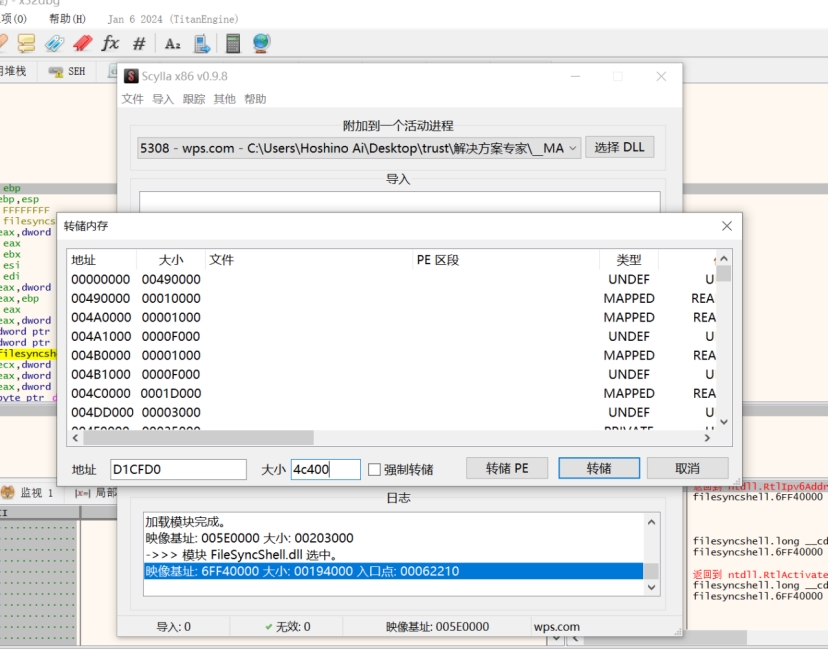 项(O) 帮助(H) Jan 6 2024 (TitanEngine)
fx # A₂
用堆栈 SEH
Scylla x86 v0.9.8
文件 导入 跟踪 其他 帮助
附加到一个活动进程
5308 - wps.com - C:\Users\Hoshino Ai\Desktop\trust\解决方案专家\__MA 选择 DLL
导入
ebp
ebp,esp
FFFFFFFF
filesyncs
eax,dword
eax
ebx
esi
edi
eax,dword
eax,ebp
eax
eax,dword
dword ptr
dword ptr
filesyncsh
ecx,dword
eax,dword
eax,dword
byte ptr d
转储内存
地址 大小 文件 PE 区段 类型
00000000 00490000 UNDEF U
00490000 00010000 MAPPED REA
004A0000 00001000 MAPPED REA
004A1000 0000F000 UNDEF U
004B0000 00001000 MAPPED REA
004B1000 0000F000 UNDEF U
004C0000 0001D000 MAPPED REA
004DD000 00003000 UNDEF U
地址 D1CFD0 大小 4c400 强制转储 转储 PE 转储 取消
监视 1 [x=] 局部
日志
加载模块完成。
映像基址: 005E0000 大小: 00203000
->>> 模块 FileSyncShell.dll 选中。
映像基址: 6FF40000 大小: 00194000 入口点: 00062210
返回到 ntdll.RtlIpv6Addr
filesyncshell.6FF40000
filesyncshell.long __cd
filesyncshell.6FF40000
返回到 ntdll.RtlActivate
filesyncshell.long __cd
filesyncshell.6FF40000
导入: 0 无效: 0 映像基址: 005E0000 wps.com